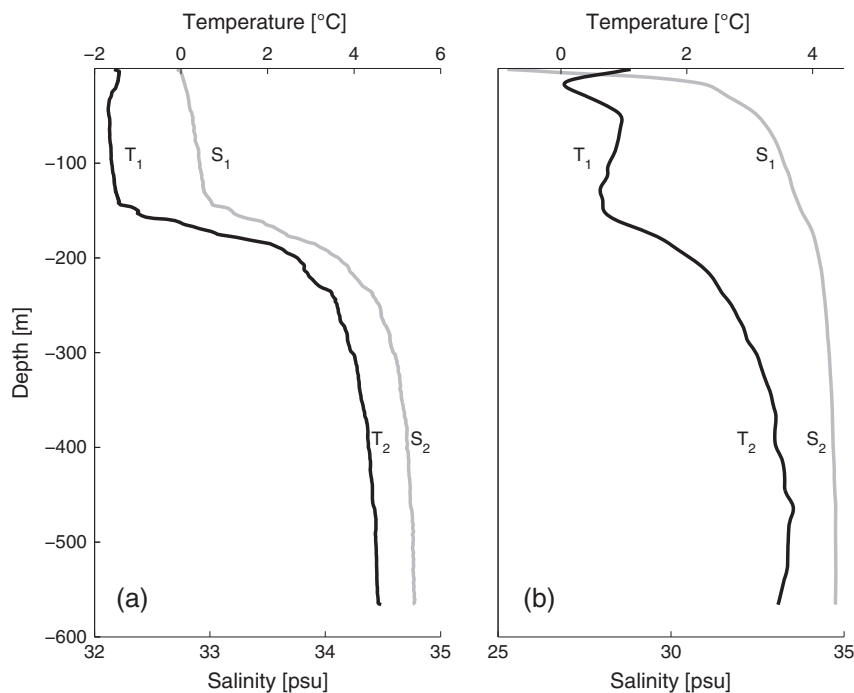 Temperature [°C]
-2 0 2 4 6
Temperature [°C]
0 2 4
Depth [m]
-100
-200
-300
-400
-500
-600
T1 S1
T2 S2
(a)
T1 S1
T2 S2
(b)
32 33 34 35
Salinity [psu]
25 30 35
Salinity [psu]